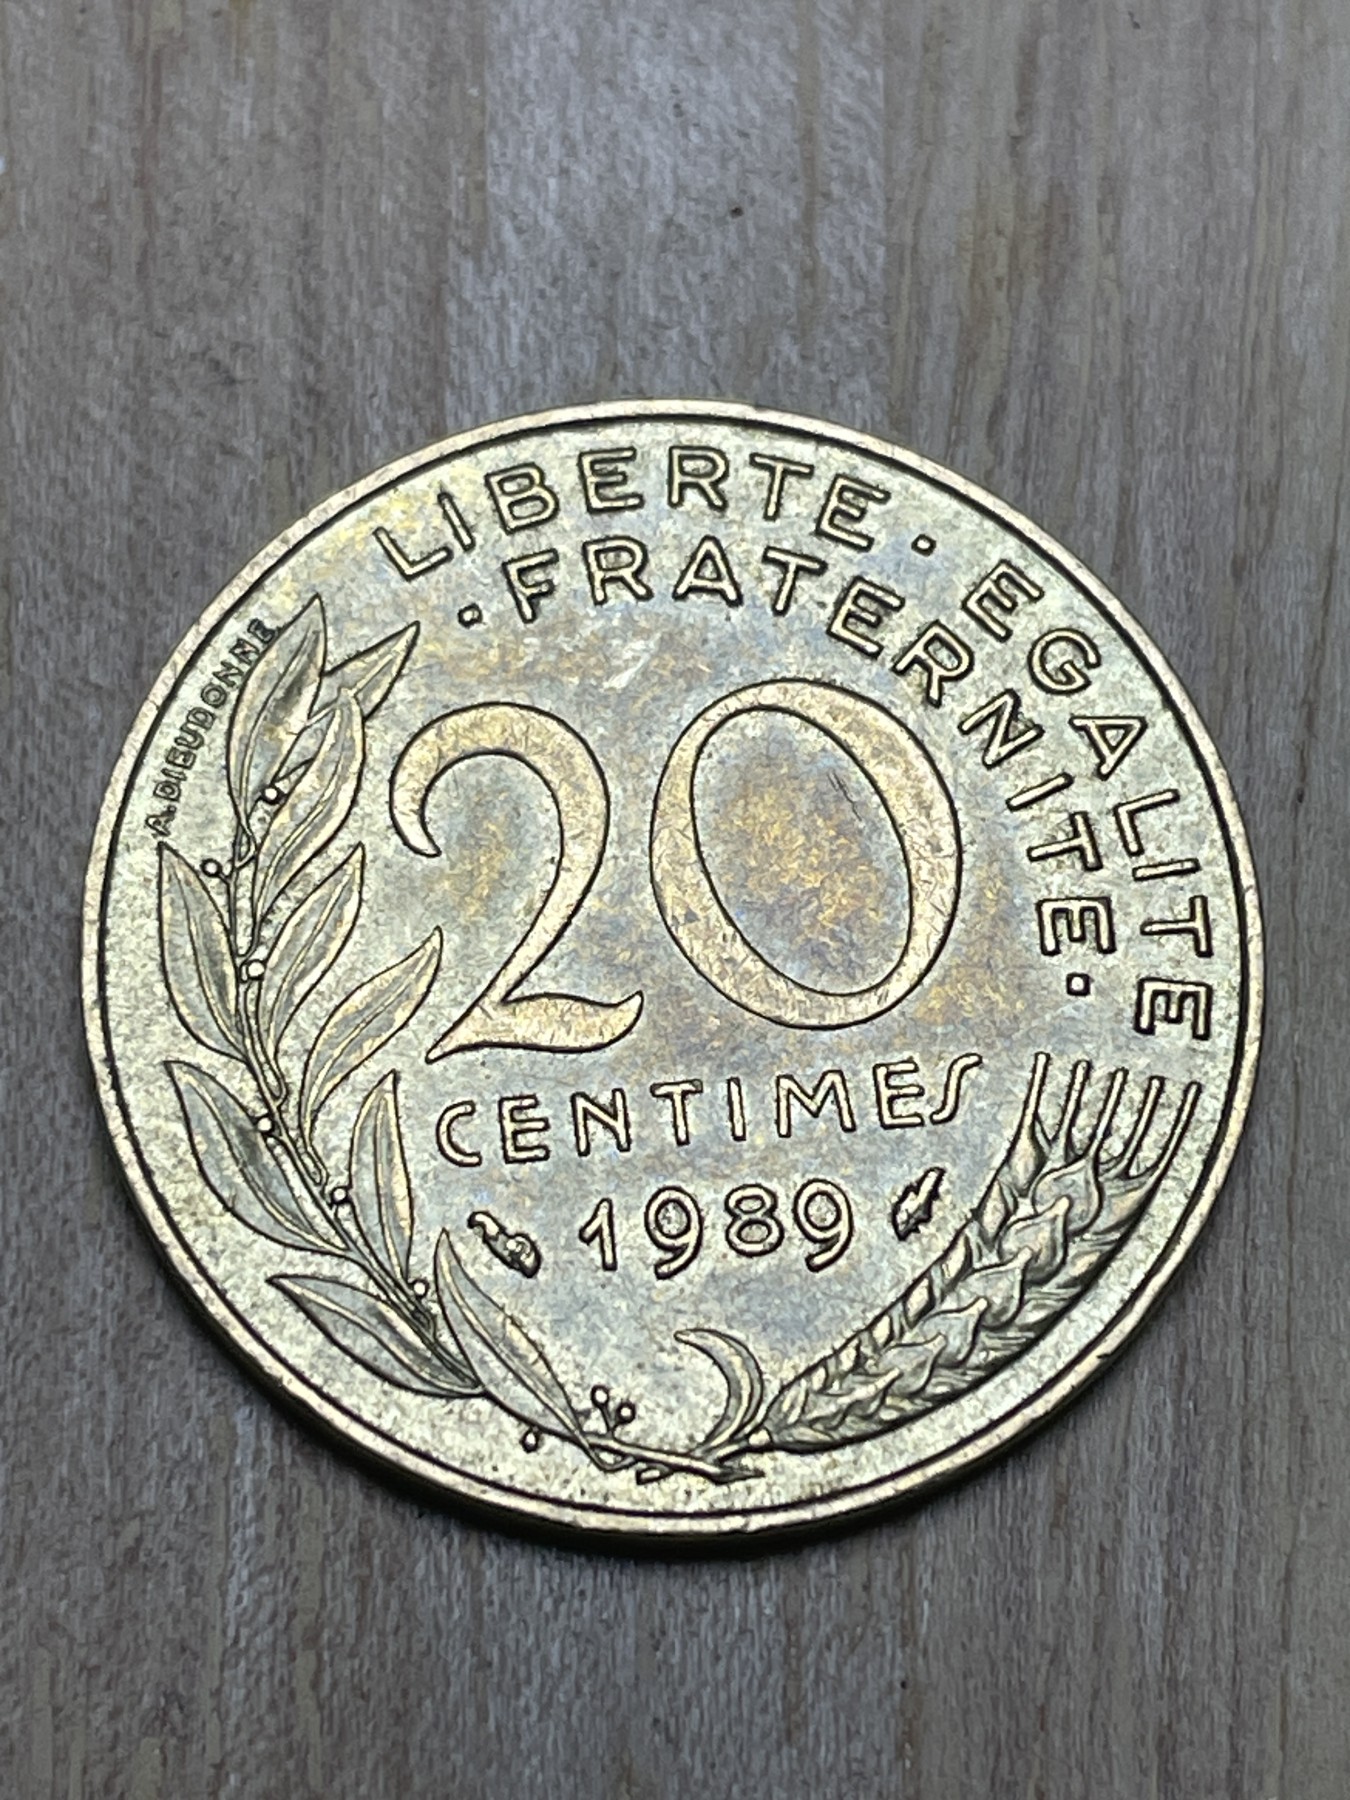 LIBERTE · EGALITE
· FRATERNITE ·
A. DIEUDONNE
20
CENTIMES
1989